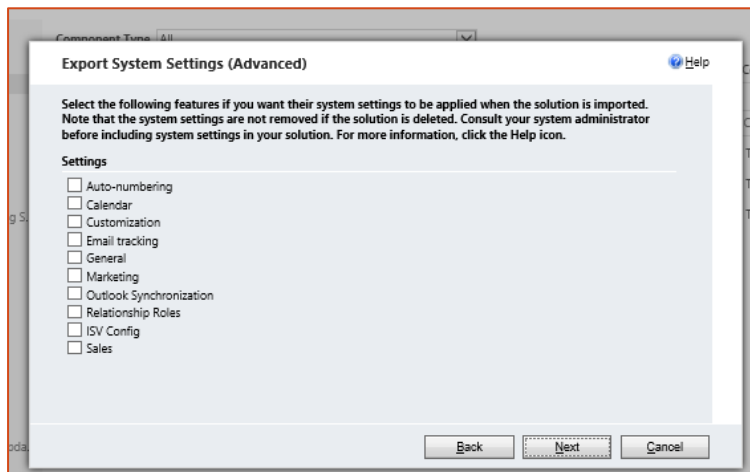 Component Type All
Export System Settings (Advanced)
Help
Select the following features if you want their system settings to be applied when the solution is imported.
Note that the system settings are not removed if the solution is deleted. Consult your system administrator
before including system settings in your solution. For more information, click the Help icon.
Settings
Auto-numbering
Calendar
Customization
Email tracking
General
Marketing
Outlook Synchronization
Relationship Roles
ISV Config
Sales
Back Next Cancel